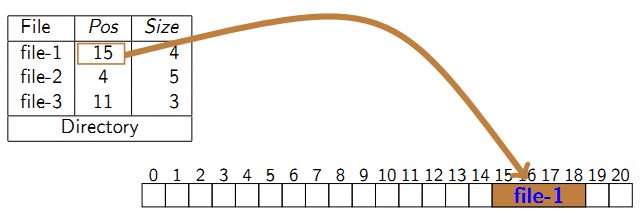 File Pos Size
file-1 15 4
file-2 4 5
file-3 11 3
Directory
0 1 2 3 4 5 6 7 8 9 10 11 12 13 14 15 16 17 18 19 20
file-1